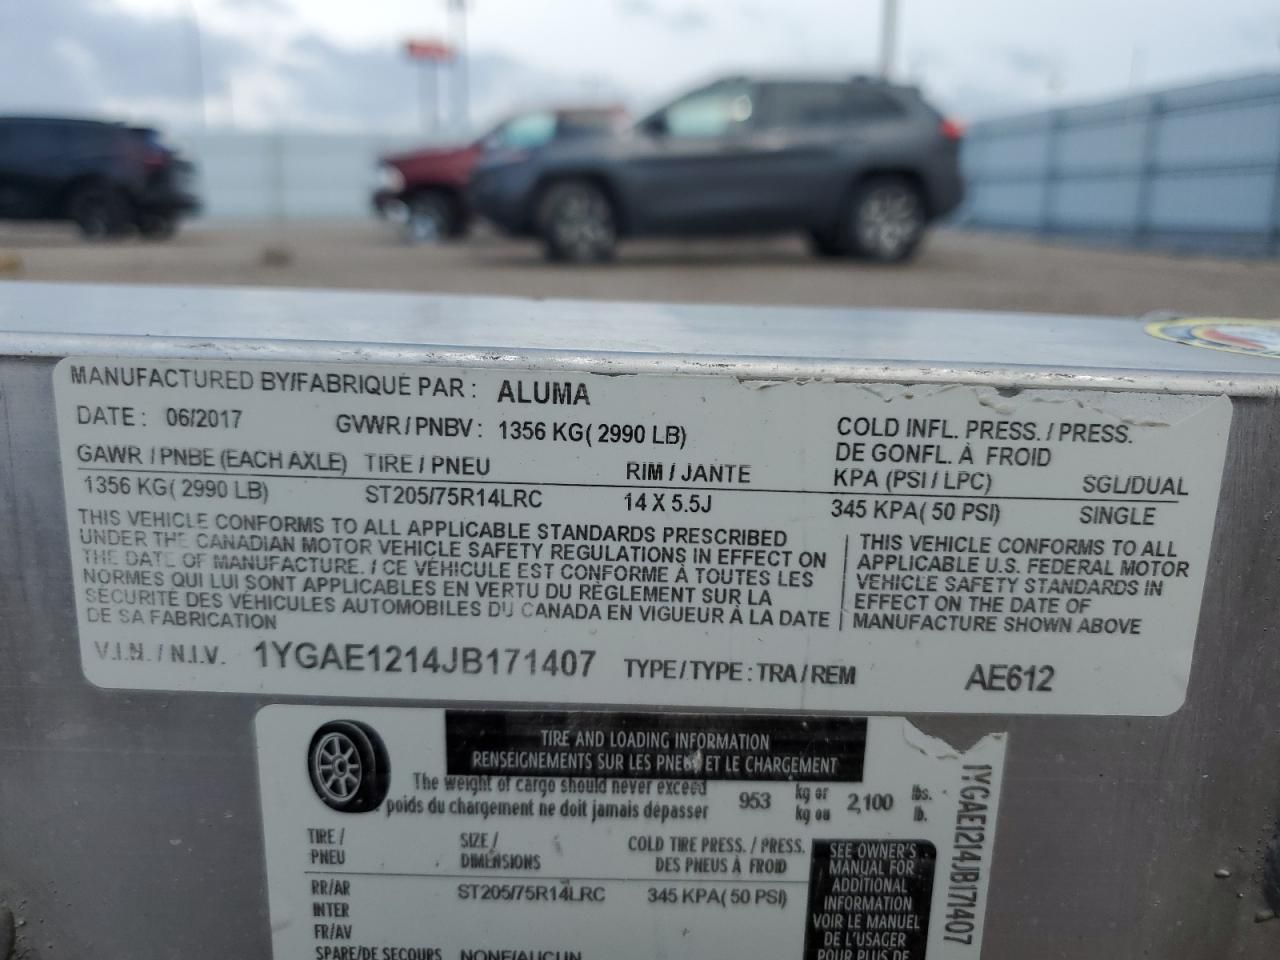 MANUFACTURED BY/FABRIQUÉ PAR : ALUMA
DATE : 06/2017 GVWR / PNBV : 1356 KG( 2990 LB)
COLD INFL. PRESS. / PRESS.
DE GONFL. À FROID
GAWR / PNBE (EACH AXLE) TIRE / PNEU RIM / JANTE KPA (PSI / LPC) SGL/DUAL
1356 KG( 2990 LB) ST205/75R14LRC 14 X 5.5J 345 KPA( 50 PSI) SINGLE
THIS VEHICLE CONFORMS TO ALL APPLICABLE STANDARDS PRESCRIBED
UNDER THE CANADIAN MOTOR VEHICLE SAFETY REGULATIONS IN EFFECT ON
THE DATE OF MANUFACTURE. / CE VÉHICULE EST CONFORME À TOUTES LES
NORMES QUI LUI SONT APPLICABLES EN VERTU DU RÈGLEMENT SUR LA
SÉCURITÉ DES VÉHICULES AUTOMOBILES DU CANADA EN VIGUEUR À LA DATE
DE SA FABRICATION
THIS VEHICLE CONFORMS TO ALL
APPLICABLE U.S. FEDERAL MOTOR
VEHICLE SAFETY STANDARDS IN
EFFECT ON THE DATE OF
MANUFACTURE SHOWN ABOVE
V.I.N. / N.I.V. 1YGAE1214JB171407 TYPE / TYPE : TRA / REM AE612
TIRE AND LOADING INFORMATION
RENSEIGNEMENTS SUR LES PNEUS ET LE CHARGEMENT
The weight of cargo should never exceed
poids du chargement ne doit jamais dépasser
953 kg or 2,100 lbs.
kg ou lb.
TIRE / SIZE / COLD TIRE PRESS. / PRESS.
PNEU DIMENSIONS DES PNEUS À FROID
RR/AR ST205/75R14LRC 345 KPA( 50 PSI)
INTER
FR/AV
SPARE/DE SECOURS NONE/AUCUN
SEE OWNER'S
MANUAL FOR
ADDITIONAL
INFORMATION
VOIR LE MANUEL
DE L'USAGER
POUR PLUS DE
1YGAE1214JB171407